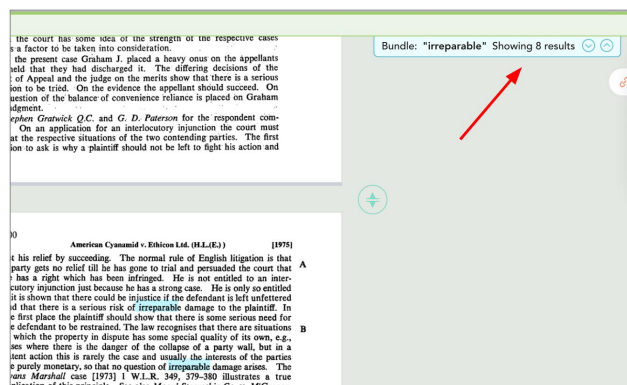 the court has some idea of the strength of the respective cases
s a factor to be taken into consideration.
the present case Graham J. placed a heavy onus on the appellants
held that they had discharged it. The differing decisions of the
of Appeal and the judge on the merits show that there is a serious
ion to be tried. On the evidence the appellant should succeed. On
uestion of the balance of convenience reliance is placed on Graham
dgment.
ephen Gratwick Q.C. and G. D. Paterson for the respondent com-
On an application for an interlocutory injunction the court must
at the respective situations of the two contending parties. The first
ion to ask is why a plaintiff should not be left to fight his action and
Bundle: "irreparable" Showing 8 results
00
American Cyanamid v. Ethicon Ltd. (H.L.(E.)) [1975]
t his relief by succeeding. The normal rule of English litigation is that
party gets no relief till he has gone to trial and persuaded the court that A
has a right which has been infringed. He is not entitled to an inter-
cutory injunction just because he has a strong case. He is only so entitled
it is shown that there could be injustice if the defendant is left unfettered
d that there is a serious risk of irreparable damage to the plaintiff. In
e first place the plaintiff should show that there is some serious need for
e defendant to be restrained. The law recognises that there are situations B
which the property in dispute has some special quality of its own, e.g.,
ses where there is the danger of the collapse of a party wall, but in a
tent action this is rarely the case and usually the interests of the parties
e purely monetary, so that no question of irreparable damage arises. The
vans Marshall case [1973] 1 W.L.R. 349, 379–380 illustrates a true